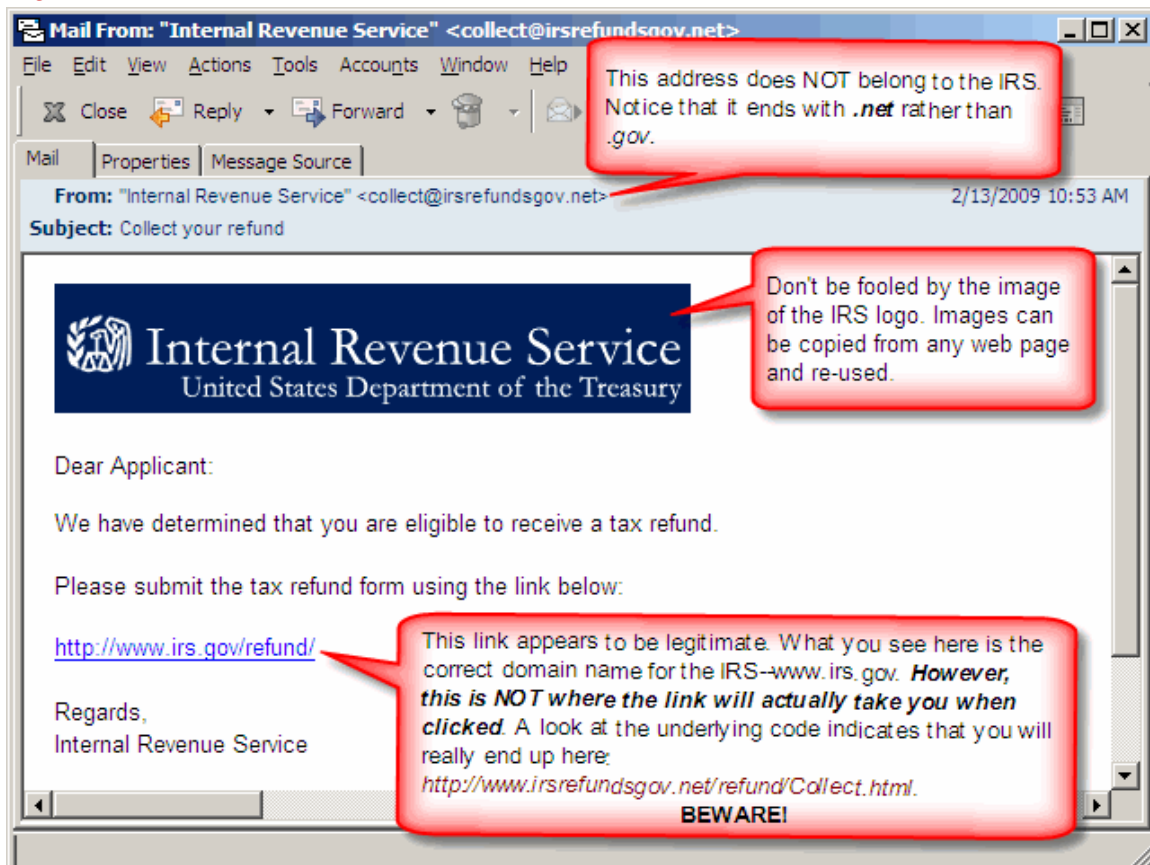 Mail From: "Internal Revenue Service" <collect@irsrefundsgov.net>
File Edit View Actions Tools Accounts Window Help
Close Reply Forward
This address does NOT belong to the IRS.
Notice that it ends with .net rather than
.gov.
Mail Properties Message Source
From: "Internal Revenue Service" <collect@irsrefundsgov.net> 2/13/2009 10:53 AM
Subject: Collect your refund
Internal Revenue Service
United States Department of the Treasury
Don't be fooled by the image
of the IRS logo. Images can
be copied from any web page
and re-used.
Dear Applicant:
We have determined that you are eligible to receive a tax refund.
Please submit the tax refund form using the link below:
http://www.irs.gov/refund/
This link appears to be legitimate. What you see here is the
correct domain name for the IRS--www.irs.gov. However,
this is NOT where the link will actually take you when
clicked. A look at the underlying code indicates that you will
really end up here:
http://www.irsrefundsgov.net/refund/Collect.html.
BEWARE!
Regards,
Internal Revenue Service